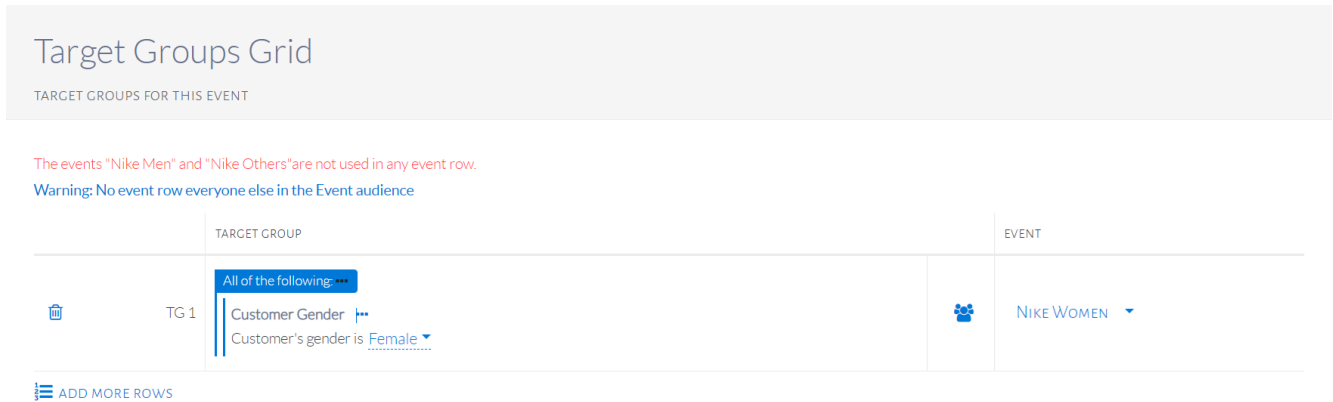 Target Groups Grid
TARGET GROUPS FOR THIS EVENT
The events "Nike Men" and "Nike Others"are not used in any event row.
Warning: No event row everyone else in the Event audience
TARGET GROUP EVENT
All of the following: •••
TG 1 Customer Gender ••• NIKE WOMEN
Customer's gender is Female
ADD MORE ROWS